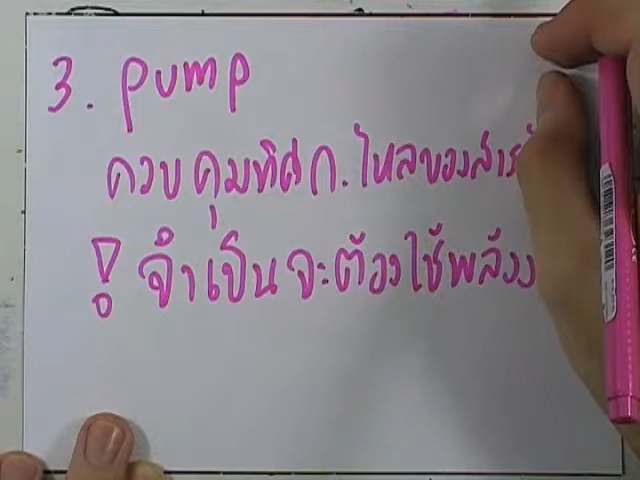 3. pump
ควบคุมทิศ ก.ไหลของสาร
! จำเป็นจะต้องใช้พลังง